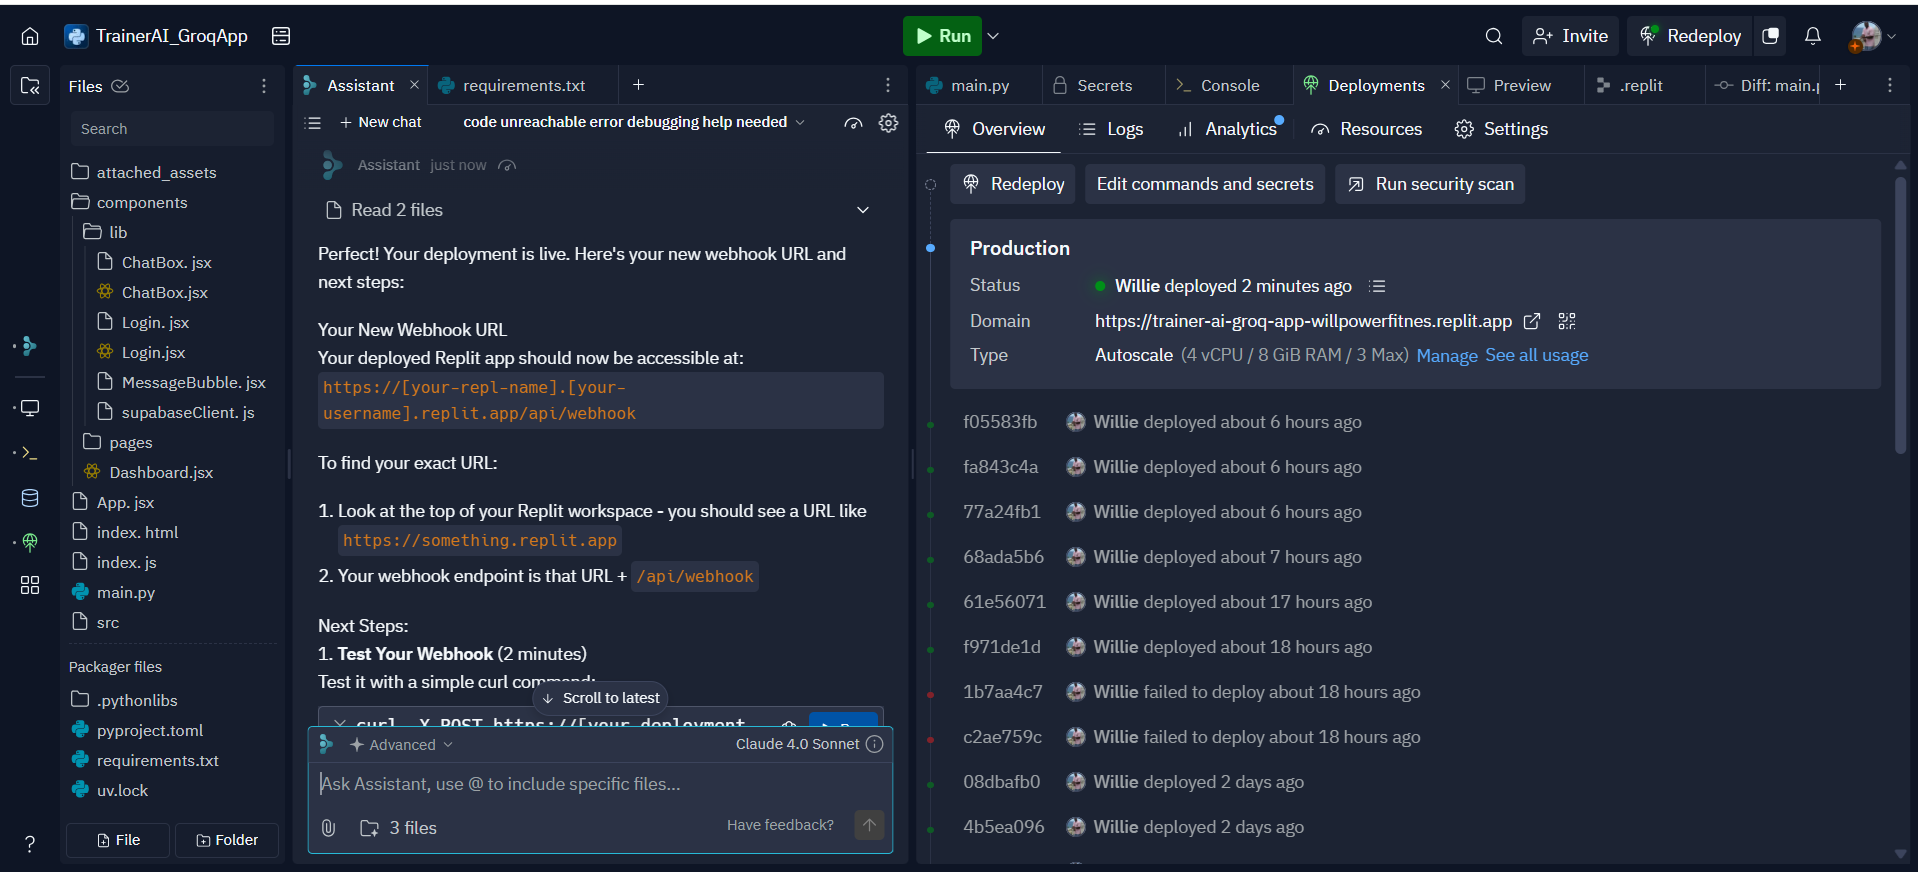 TrainerAI_GroqApp
Run
Invite
Redeploy
Files
Search
attached_assets
components
lib
ChatBox. jsx
ChatBox.jsx
Login. jsx
Login.jsx
MessageBubble. jsx
supabaseClient. js
pages
Dashboard.jsx
App. jsx
index. html
index. js
main.py
src
Packager files
.pythonlibs
pyproject.toml
requirements.txt
uv.lock
File
Folder
?
Assistant
requirements.txt
New chat
code unreachable error debugging help needed
Assistant just now
Read 2 files
Perfect! Your deployment is live. Here's your new webhook URL and
next steps:
Your New Webhook URL
Your deployed Replit app should now be accessible at:
https://[your-repl-name].[your-
username].replit.app/api/webhook
To find your exact URL:
1. Look at the top of your Replit workspace - you should see a URL like
https://something.replit.app
2. Your webhook endpoint is that URL + /api/webhook
Next Steps:
1. Test Your Webhook (2 minutes)
Test it with a simple curl command:
Scroll to latest
curl -X POST https://[your-deployment
Advanced
Claude 4.0 Sonnet
Ask Assistant, use @ to include specific files...
3 files
Have feedback?
main.py
Secrets
Console
Deployments
Preview
.replit
Diff: main.p
Overview
Logs
Analytics
Resources
Settings
Redeploy
Edit commands and secrets
Run security scan
Production
Status
Willie deployed 2 minutes ago
Domain
https://trainer-ai-groq-app-willpowerfitnes.replit.app
Type
Autoscale (4 vCPU / 8 GiB RAM / 3 Max) Manage See all usage
f05583fb Willie deployed about 6 hours ago
fa843c4a Willie deployed about 6 hours ago
77a24fb1 Willie deployed about 6 hours ago
68ada5b6 Willie deployed about 7 hours ago
61e56071 Willie deployed about 17 hours ago
f971de1d Willie deployed about 18 hours ago
1b7aa4c7 Willie failed to deploy about 18 hours ago
c2ae759c Willie failed to deploy about 18 hours ago
08dbafb0 Willie deployed 2 days ago
4b5ea096 Willie deployed 2 days ago